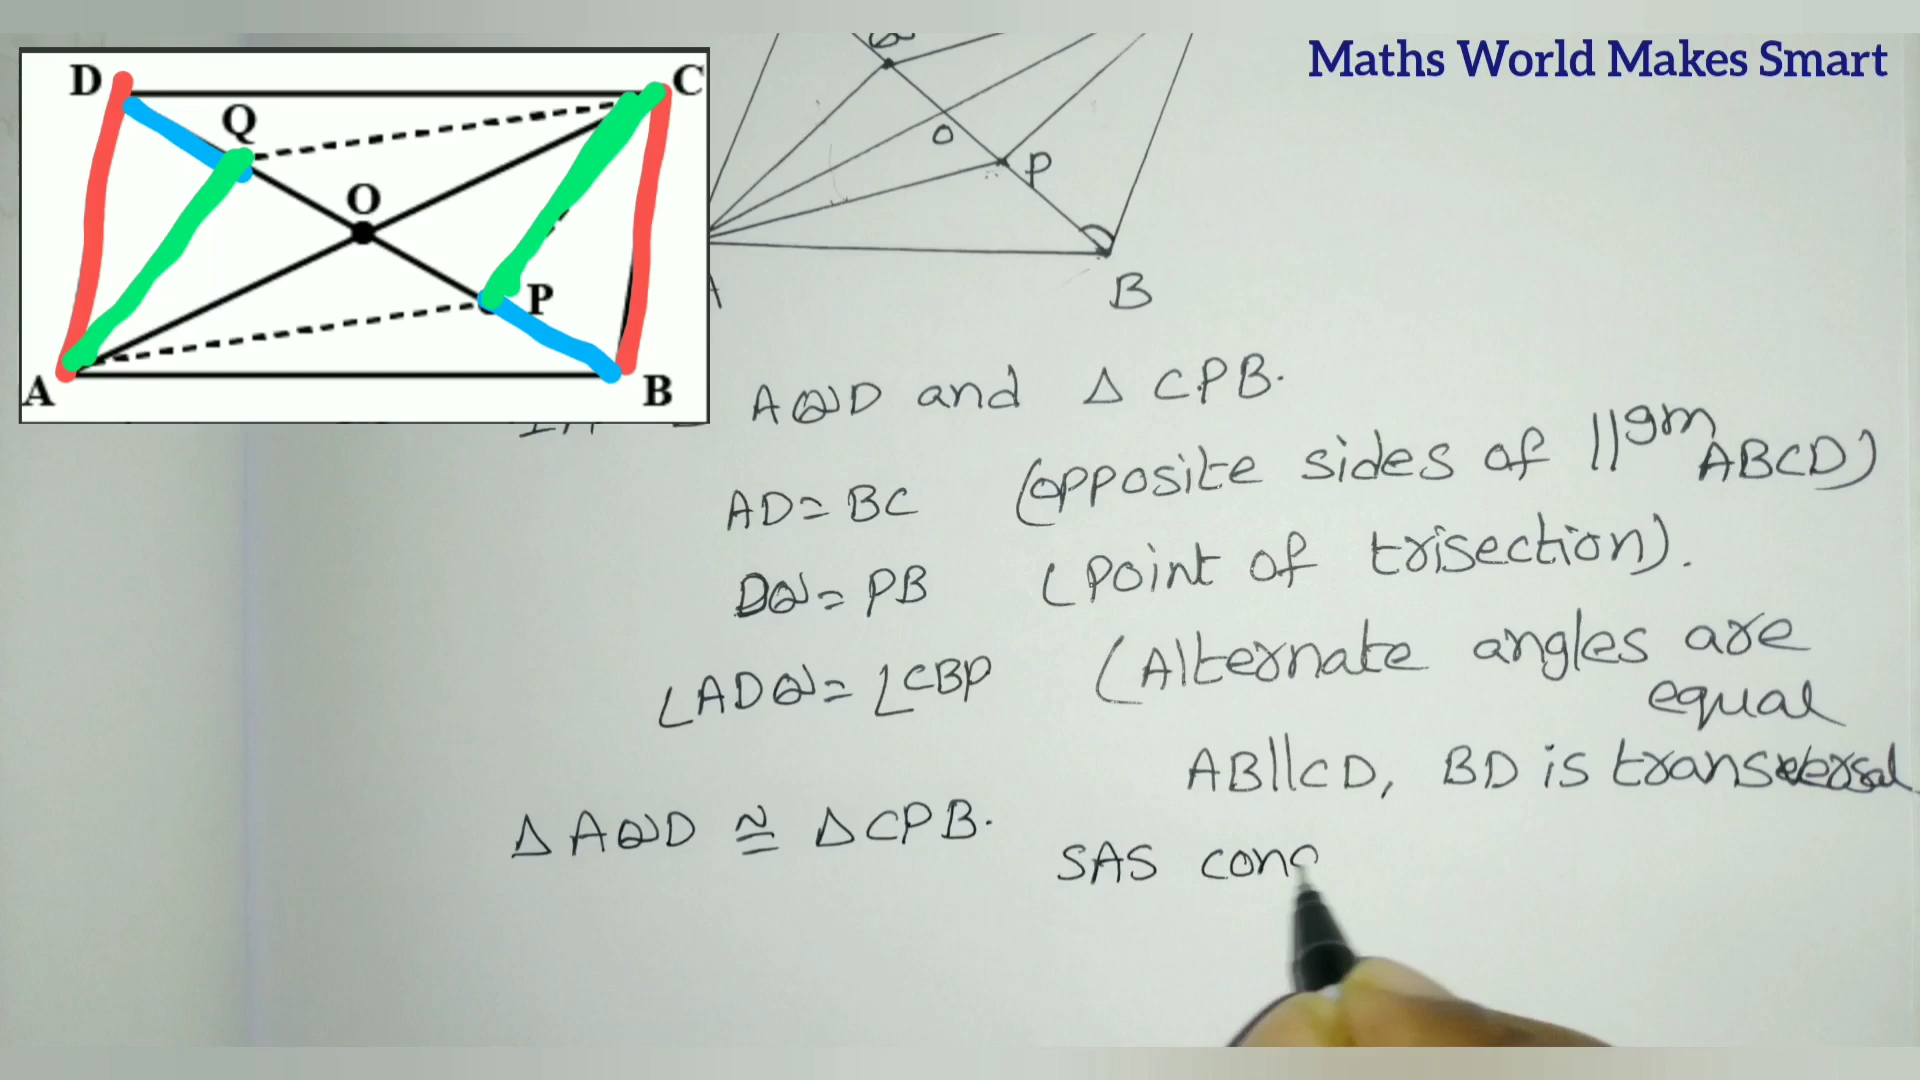 Maths World Makes Smart
D
C
Q
O
P
A
B
O
P
B
AQD and Δ CPB.
AD = BC (opposite sides of ||gm ABCD)
DQ = PB (point of trisection).
∠ADQ = ∠CBP (Alternate angles are equal
AB||CD, BD is transversal
Δ AQD ≅ Δ CPB.
SAS cong